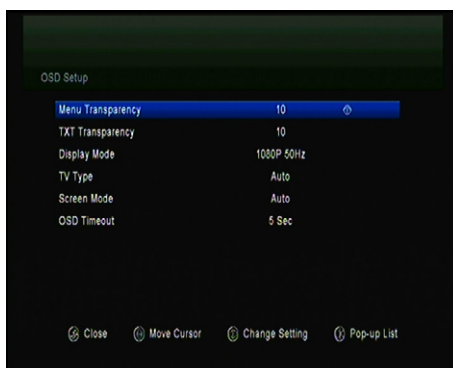 OSD Setup
Menu Transparency 10
TXT Transparency 10
Display Mode 1080P 50Hz
TV Type Auto
Screen Mode Auto
OSD Timeout 5 Sec
Close Move Cursor Change Setting Pop-up List